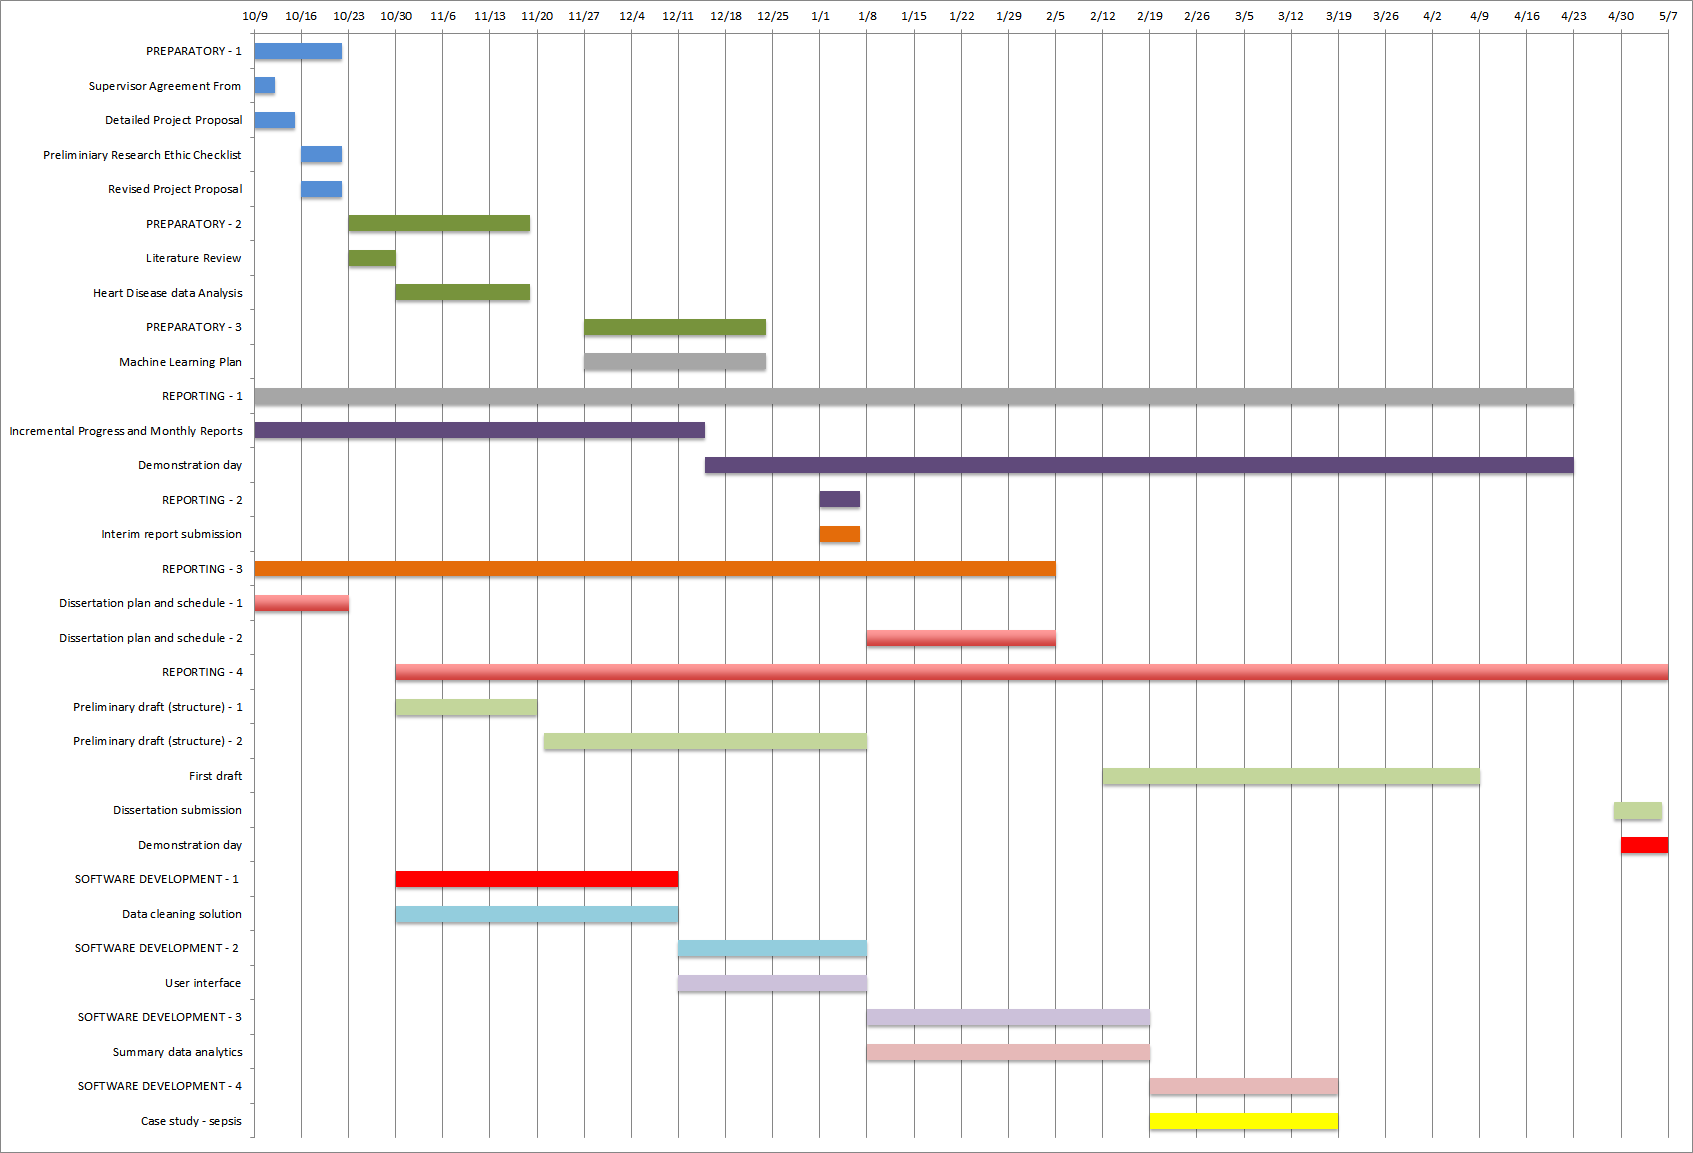 10/9 10/16 10/23 10/30 11/6 11/13 11/20 11/27 12/4 12/11 12/18 12/25 1/1 1/8 1/15 1/22 1/29 2/5 2/12 2/19 2/26 3/5 3/12 3/19 3/26 4/2 4/9 4/16 4/23 4/30 5/7
PREPARATORY - 1
Supervisor Agreement From
Detailed Project Proposal
Preliminiary Research Ethic Checklist
Revised Project Proposal
PREPARATORY - 2
Literature Review
Heart Disease data Analysis
PREPARATORY - 3
Machine Learning Plan
REPORTING - 1
Incremental Progress and Monthly Reports
Demonstration day
REPORTING - 2
Interim report submission
REPORTING - 3
Dissertation plan and schedule - 1
Dissertation plan and schedule - 2
REPORTING - 4
Preliminary draft (structure) - 1
Preliminary draft (structure) - 2
First draft
Dissertation submission
Demonstration day
SOFTWARE DEVELOPMENT - 1
Data cleaning solution
SOFTWARE DEVELOPMENT - 2
User interface
SOFTWARE DEVELOPMENT - 3
Summary data analytics
SOFTWARE DEVELOPMENT - 4
Case study - sepsis